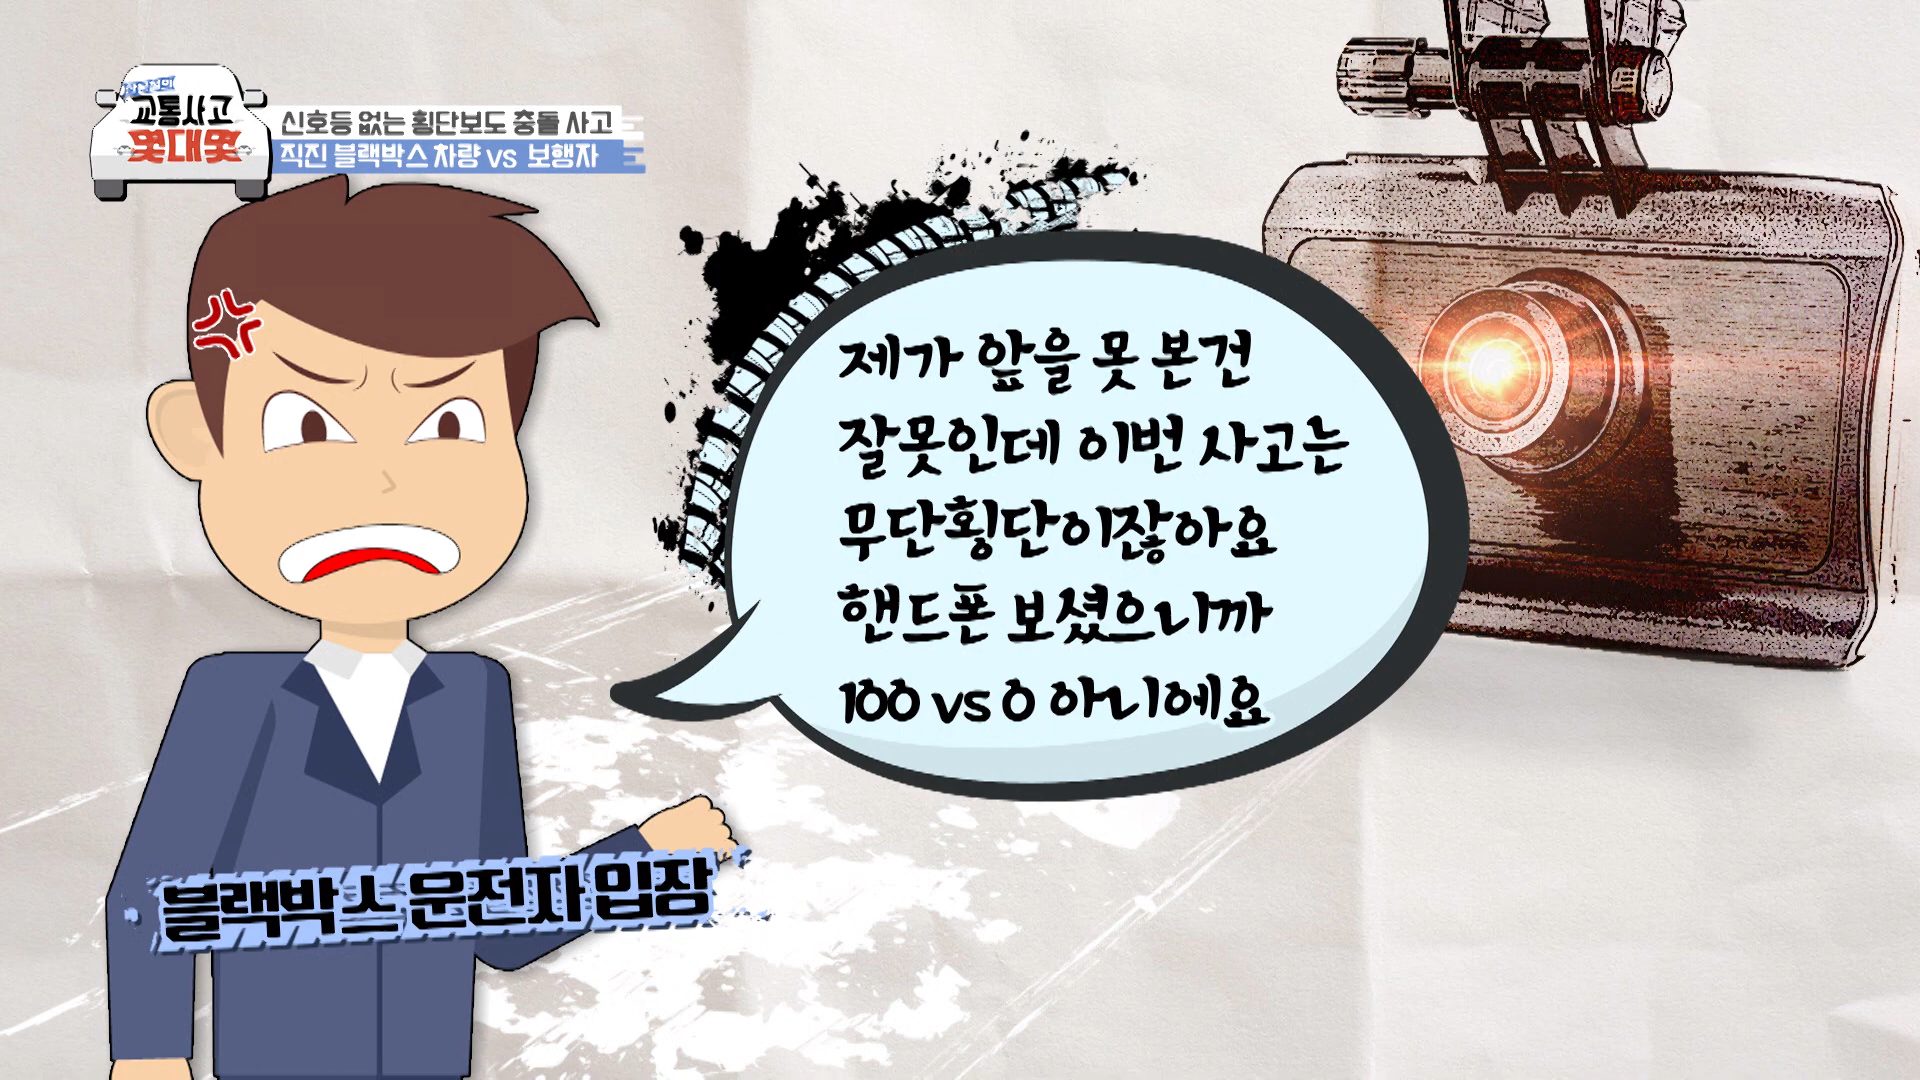 교통사고
몇대몇
신호등 없는 횡단보도 충돌 사고
직진 블랙박스 차량 vs 보행자
제가 앞을 못 본건
잘못인데 이번 사고는
무단횡단이잖아요
핸드폰 보셨으니까
100 vs 0 아니에요
블랙박스 운전자 입장